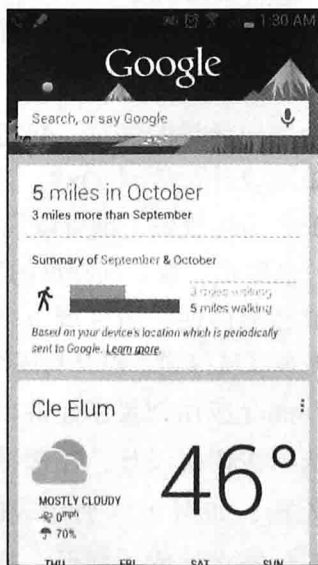 1:30 AM
Google
Search, or say Google
5 miles in October
3 miles more than September
Summary of September & October
miles walking
5 miles walking
Based on your device's location which is periodically
sent to Google. Learn more.
Cle Elum
46°
MOSTLY CLOUDY
0mph
70%
THU FRI SAT SUN